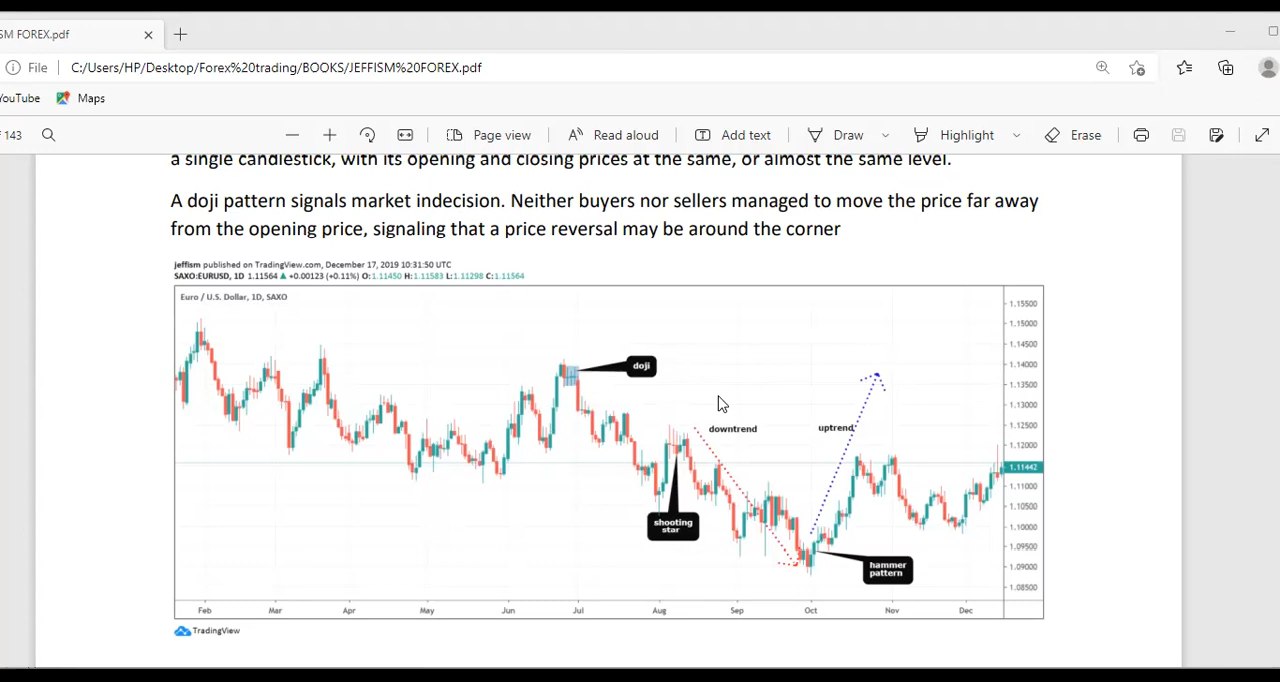 SM FOREX.pdf
File
C:/Users/HP/Desktop/Forex%20trading/BOOKS/JEFFISM%20FOREX.pdf
YouTube Maps
143 Page view Read aloud Add text Draw Highlight Erase
a single candlestick, with its opening and closing prices at the same, or almost the same level.
A doji pattern signals market indecision. Neither buyers nor sellers managed to move the price far away
from the opening price, signaling that a price reversal may be around the corner
jeffism published on TradingView.com, December 17, 2019 10:31:50 UTC
SAXO:EURUSD, 1D 1.11564 ▲ +0.00123 (+0.11%) O:1.11450 H:1.11583 L:1.11298 C:1.11564
Euro / U.S. Dollar, 1D, SAXO
1.15500
1.15000
1.14500
1.14000
1.13500
1.13000
1.12500
1.12000
1.11442
1.11000
1.10500
1.10000
1.09500
1.09000
1.08500
doji
downtrend
uptrend
shooting
star
hammer
pattern
Feb Mar Apr May Jun Jul Aug Sep Oct Nov Dec
TradingView